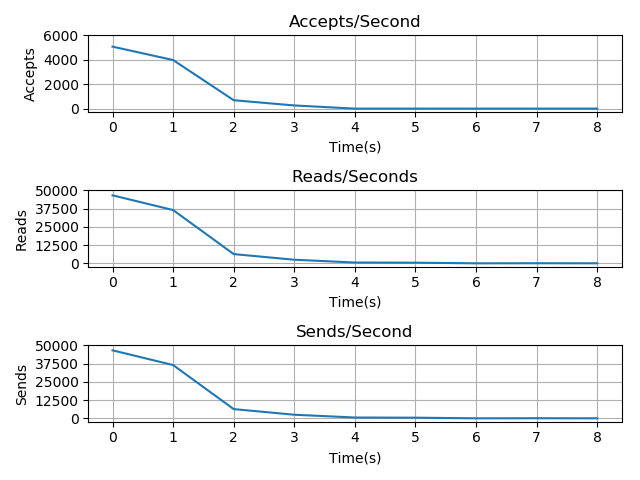 Accepts/Second
6000
4000
2000
0
Accepts
0 1 2 3 4 5 6 7 8
Time(s)
Reads/Seconds
50000
37500
25000
12500
0
Reads
0 1 2 3 4 5 6 7 8
Time(s)
Sends/Second
50000
37500
25000
12500
0
Sends
0 1 2 3 4 5 6 7 8
Time(s)